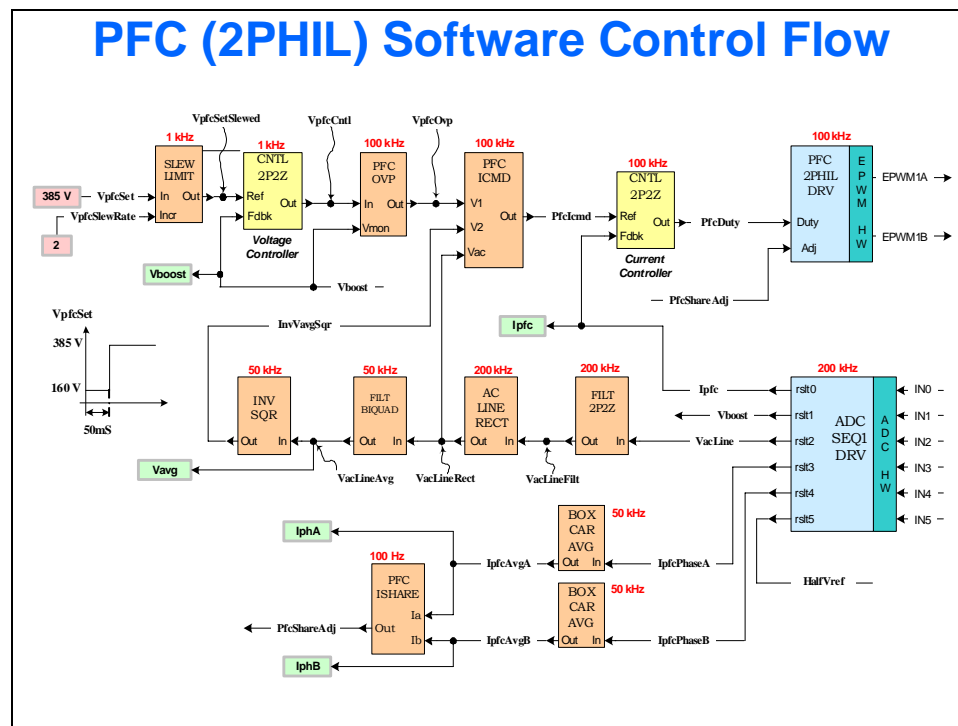 PFC (2PHIL) Software Control Flow
VpfcSetSlewed
VpfcCntl
VpfcOvp
1 kHz
SLEW
LIMIT
In
Out
Incr
385 V
VpfcSet
VpfcSlewRate
2
1 kHz
CNTL
2P2Z
Ref
Fdbk
Out
Voltage
Controller
100 kHz
PFC
OVP
In
Out
Vmon
100 kHz
PFC
ICMD
V1
V2
Vac
Out
PfcIcmd
100 kHz
CNTL
2P2Z
Ref
Fdbk
Out
Current
Controller
PfcDuty
100 kHz
PFC
2PHIL
DRV
Duty
Adj
EPWM HW
EPWM1A
EPWM1B
PfcShareAdj
Vboost
Vboost
InvVavgSqr
Ipfc
VpfcSet
385 V
160 V
50mS
50 kHz
INV
SQR
Out
In
50 kHz
FILT
BIQUAD
Out
In
200 kHz
AC
LINE
RECT
Out
In
200 kHz
FILT
2P2Z
Out
In
Vavg
VacLineAvg
VacLineRect
VacLineFilt
Ipfc
Vboost
VacLine
200 kHz
rslt0
rslt1
rslt2
rslt3
rslt4
rslt5
ADC
SEQ1
DRV
ADC HW
IN0
IN1
IN2
IN3
IN4
IN5
HalfVref
IphA
100 Hz
PFC
ISHARE
Ia
Ib
Out
PfcShareAdj
IphB
IpfcAvgA
BOX
CAR
AVG
Out
In
50 kHz
IpfcPhaseA
IpfcAvgB
BOX
CAR
AVG
Out
In
50 kHz
IpfcPhaseB